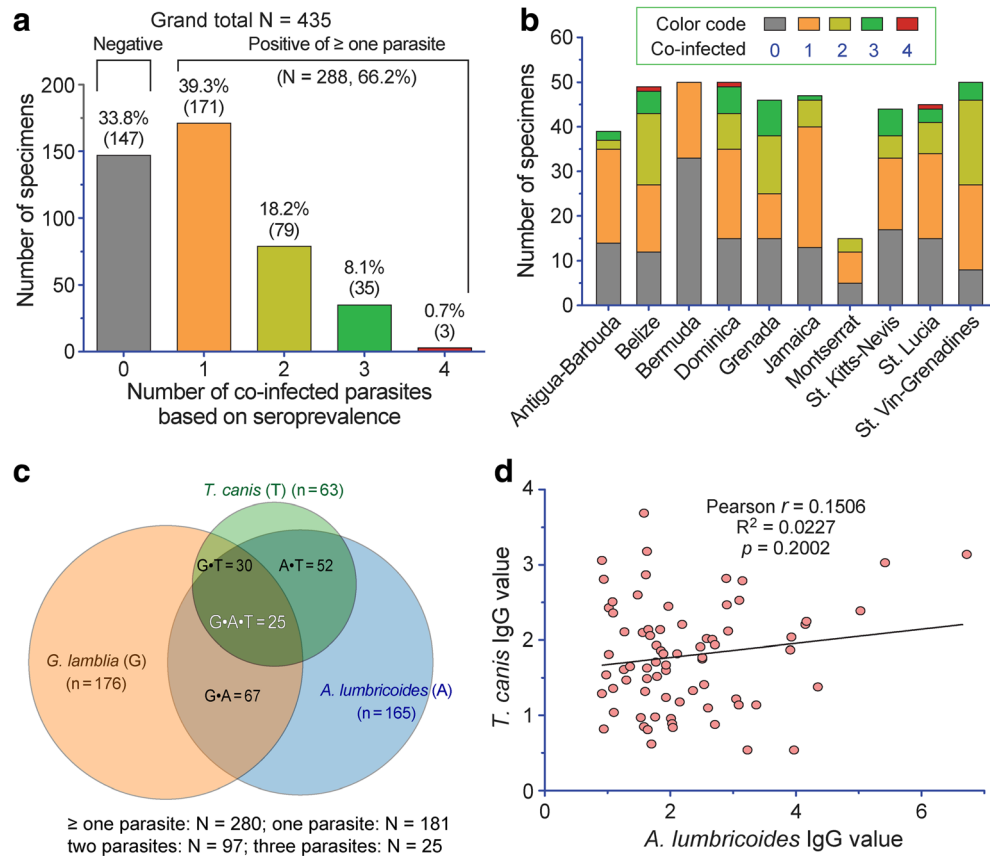 a
Grand total N = 435
Negative
Positive of ≥ one parasite
(N = 288, 66.2%)
Number of specimens
200
150
100
50
0
33.8%
(147)
39.3%
(171)
18.2%
(79)
8.1%
(35)
0.7%
(3)
0 1 2 3 4
Number of co-infected parasites
based on seroprevalence
b
Color code
Co-infected 0 1 2 3 4
Number of specimens
60
50
40
30
20
10
0
Antigua-Barbuda
Belize
Bermuda
Dominica
Grenada
Jamaica
Montserrat
St. Kitts-Nevis
St. Lucia
St. Vin-Grenadines
c
T. canis (T) (n=63)
G•T=30
A•T=52
G•A•T=25
G. lamblia (G)
(n=176)
G•A=67
A. lumbricoides (A)
(n=165)
≥ one parasite: N = 280; one parasite: N = 181
two parasites: N = 97; three parasites: N = 25
d
Pearson r = 0.1506
R² = 0.0227
p = 0.2002
T. canis IgG value
4
3
2
1
0
0 2 4 6
A. lumbricoides IgG value